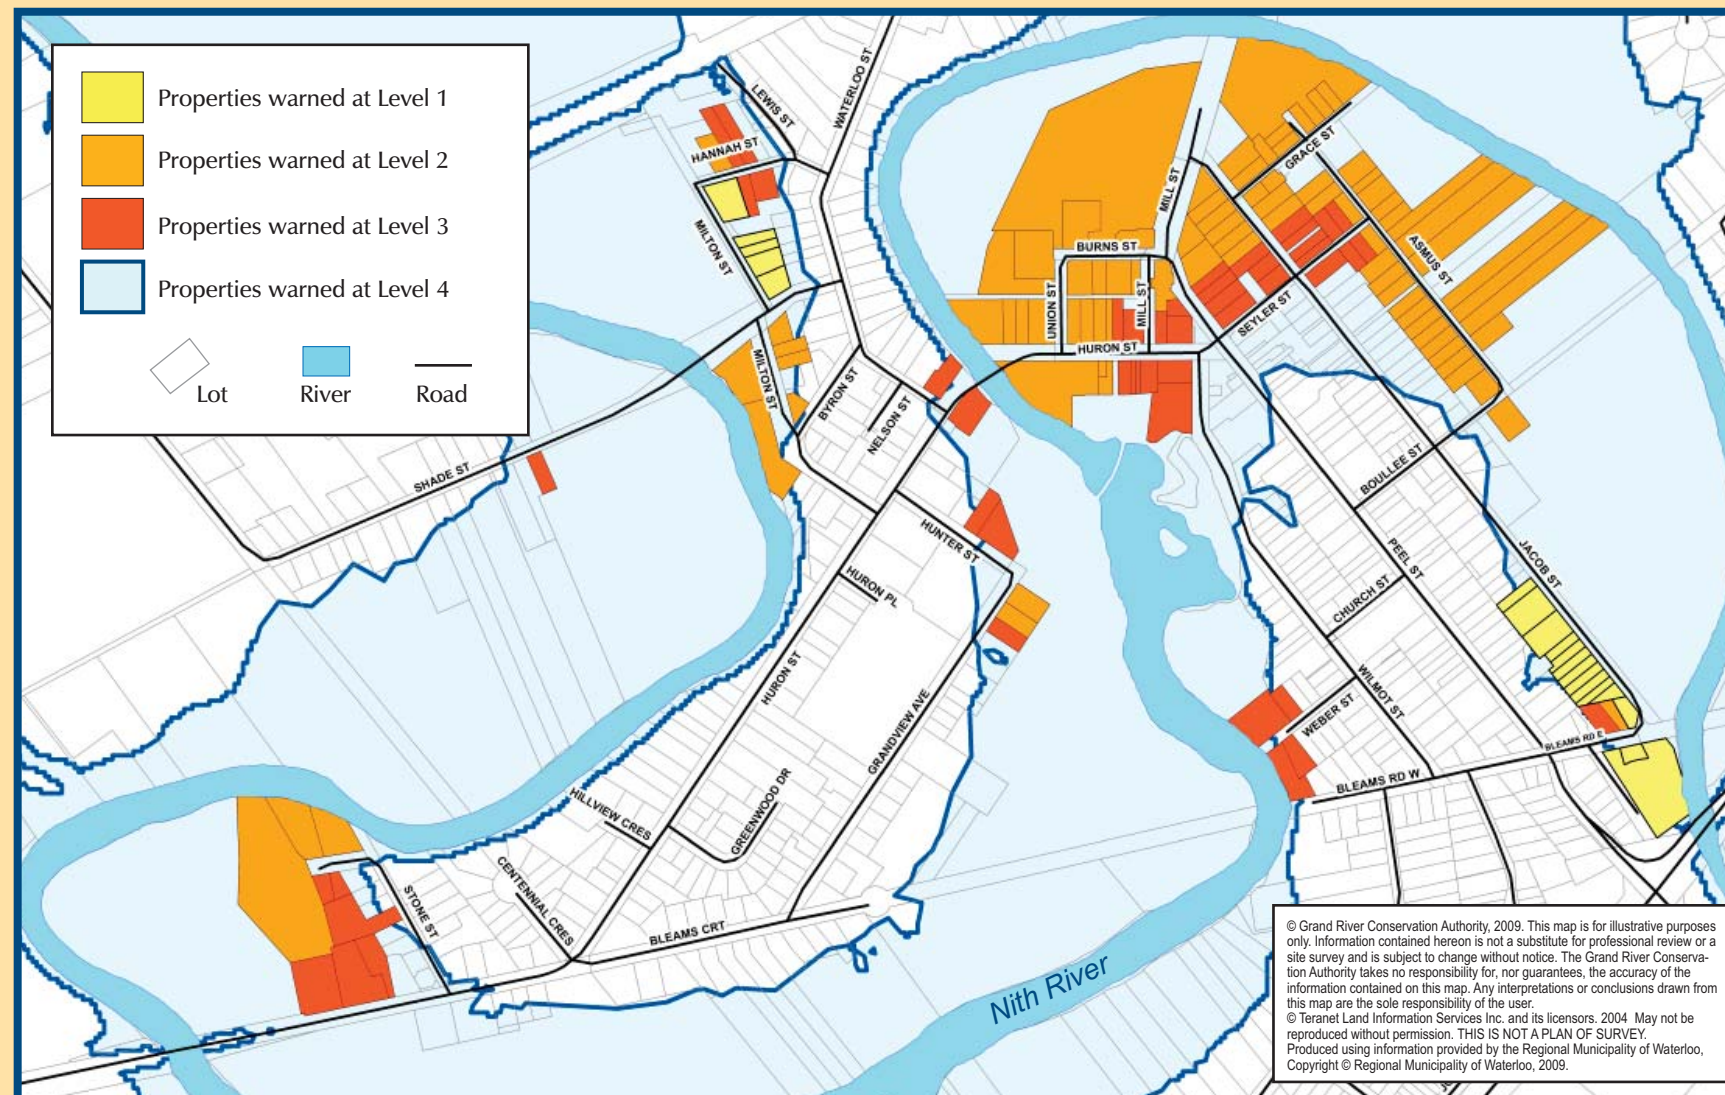 Properties warned at Level 1
Properties warned at Level 2
Properties warned at Level 3
Properties warned at Level 4
Lot
River
Road
LEWIS ST
WATERLOO ST
HANNAH ST
MILTON ST
MILTON ST
BYRON ST
NELSON ST
SHADE ST
HUNTER ST
HURON PL
HURON ST
GRANDVIEW AVE
GREENWOOD DR
HILLVIEW CRES
CENTENNIAL CRES
STONE ST
BLEAMS CRT
MILL ST
GRACE ST
BURNS ST
ASMUS ST
UNION ST
MILL ST
SEYLER ST
HURON ST
BOULLEE ST
JACOB ST
PEEL ST
CHURCH ST
WILMOT ST
WEBER ST
BLEAMS RD E
BLEAMS RD W
Nith River
© Grand River Conservation Authority, 2009. This map is for illustrative purposes
only. Information contained hereon is not a substitute for professional review or a
site survey and is subject to change without notice. The Grand River Conserva-
tion Authority takes no responsibility for, nor guarantees, the accuracy of the
information contained on this map. Any interpretations or conclusions drawn from
this map are the sole responsibility of the user.
© Teranet Land Information Services Inc. and its licensors. 2004 May not be
reproduced without permission. THIS IS NOT A PLAN OF SURVEY.
Produced using information provided by the Regional Municipality of Waterloo,
Copyright © Regional Municipality of Waterloo, 2009.